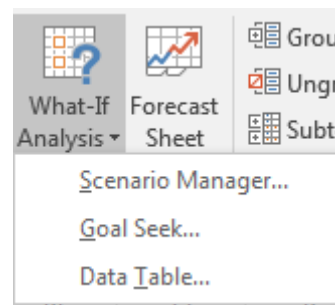 What-If
Analysis
Forecast
Sheet
Grou
Ungr
Subt
Scenario Manager...
Goal Seek...
Data Table...